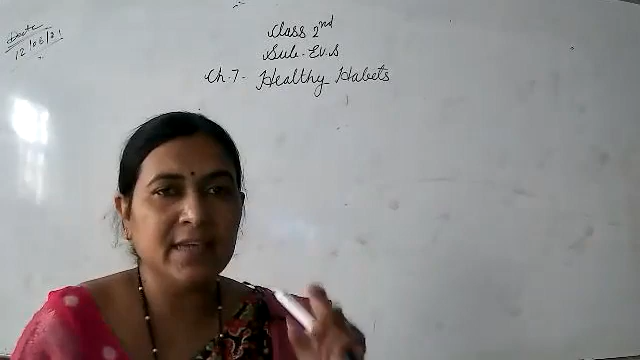 Date
12/08/21
Class 2nd
Sub- E.V.S
Ch.7- Healthy Habets